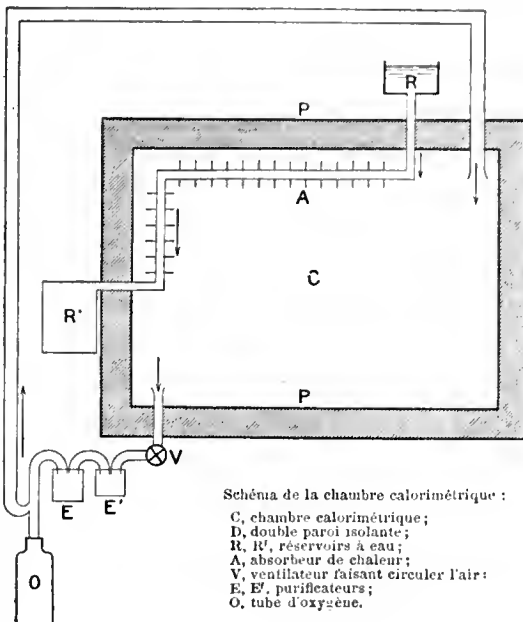 R
P
A
C
R'
P
V
E
E'
O
Schéma de la chambre calorimétrique :
C, chambre calorimétrique ;
D, double paroi isolante ;
R, R', réservoirs à eau ;
A, absorbeur de chaleur ;
V, ventilateur faisant circuler l'air :
E, E', purificateurs ;
O, tube d'oxygène.